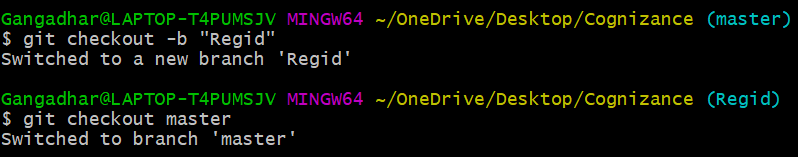 Gangadhar@LAPTOP-T4PUMSJV MINGW64 ~/OneDrive/Desktop/Cognizance (master)
$ git checkout -b "Regid"
Switched to a new branch 'Regid'
Gangadhar@LAPTOP-T4PUMSJV MINGW64 ~/OneDrive/Desktop/Cognizance (Regid)
$ git checkout master
Switched to branch 'master'